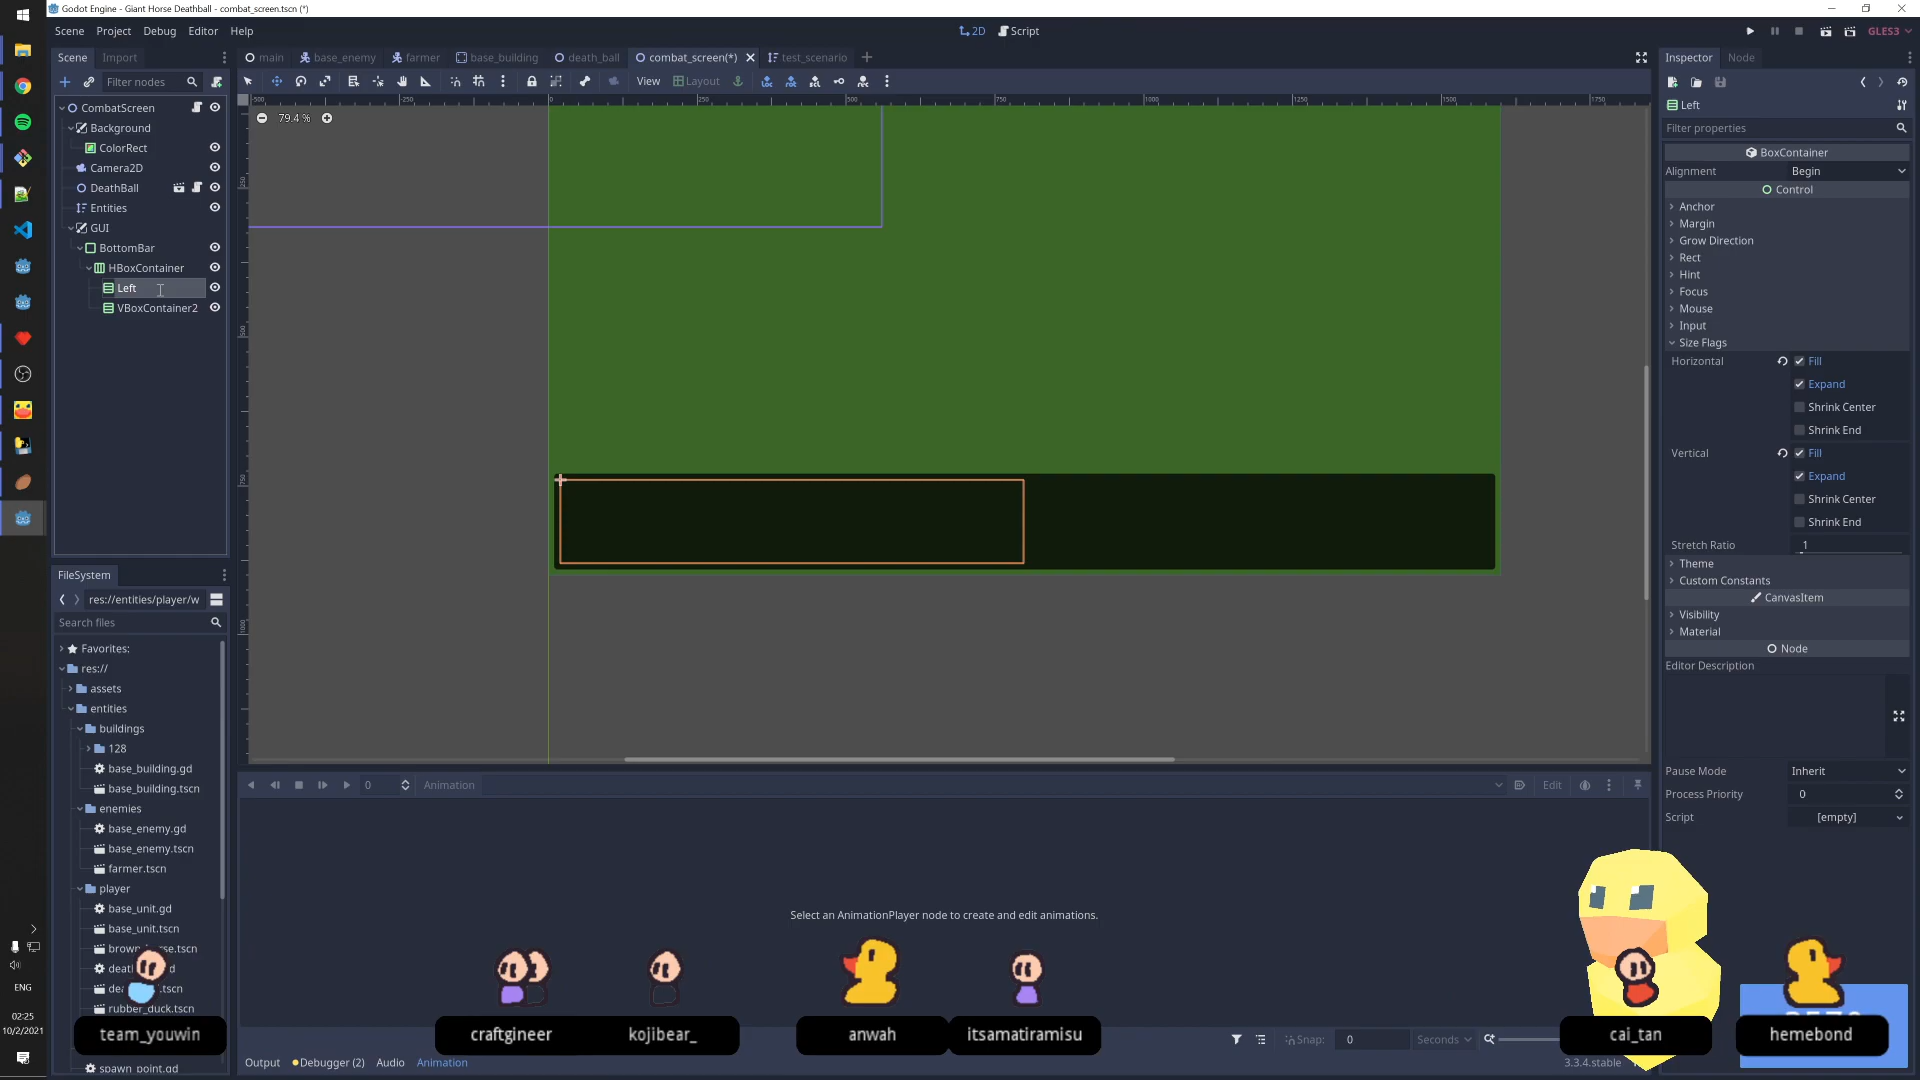 Godot Engine - Giant Horse Deathball - combat_screen.tscn (*)
Scene Project Debug Editor Help
2D Script
GLES3
Scene Import
main base_enemy farmer base_building death_ball combat_screen(*) test_scenario
Inspector Node
Filter nodes
View Layout
Left
Filter properties
79.4 %
CombatScreen
Background
ColorRect
Camera2D
DeathBall
Entities
GUI
BottomBar
HBoxContainer
Left
VBoxContainer2
BoxContainer
Alignment Begin
Control
Anchor
Margin
Grow Direction
Rect
Hint
Focus
Mouse
Input
Size Flags
Horizontal Fill
Expand
Shrink Center
Shrink End
Vertical Fill
Expand
Shrink Center
Shrink End
Stretch Ratio 1
Theme
Custom Constants
CanvasItem
Visibility
Material
Node
Editor Description
Pause Mode Inherit
Process Priority 0
Script [empty]
FileSystem
res://entities/player/w
Search files
Favorites:
res://
assets
entities
buildings
128
base_building.gd
base_building.tscn
enemies
base_enemy.gd
base_enemy.tscn
farmer.tscn
player
base_unit.gd
base_unit.tscn
rubber_duck.tscn
spawn_point.gd
0 Animation
Edit
Select an AnimationPlayer node to create and edit animations.
Snap: 0 Seconds
Output Debugger (2) Audio Animation
3.3.4.stable
ENG
02:25
10/2/2021
team_youwin
craftgineer
kojibear_
anwah
itsamatiramisu
cai_tan
hemebond